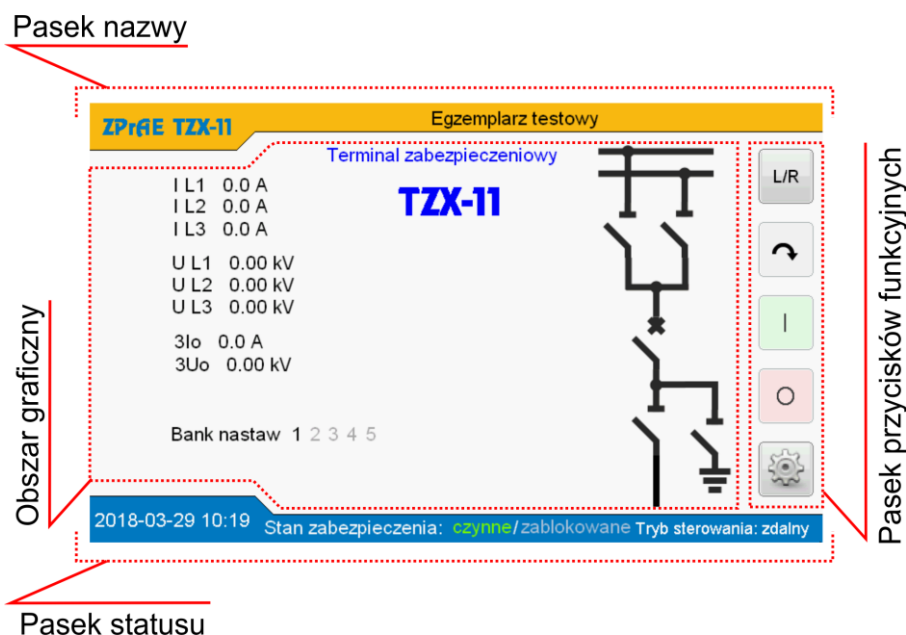 Pasek nazwy
ZPrAE TZX-11
Egzemplarz testowy
Terminal zabezpieczeniowy
TZX-11
I L1 0.0 A
I L2 0.0 A
I L3 0.0 A
U L1 0.00 kV
U L2 0.00 kV
U L3 0.00 kV
3Io 0.0 A
3Uo 0.00 kV
Bank nastaw 1 2 3 4 5
L/R
I
O
Obszar graficzny
Pasek przycisków funkcyjnych
2018-03-29 10:19 Stan zabezpieczenia: czynne/zablokowane Tryb sterowania: zdalny
Pasek statusu